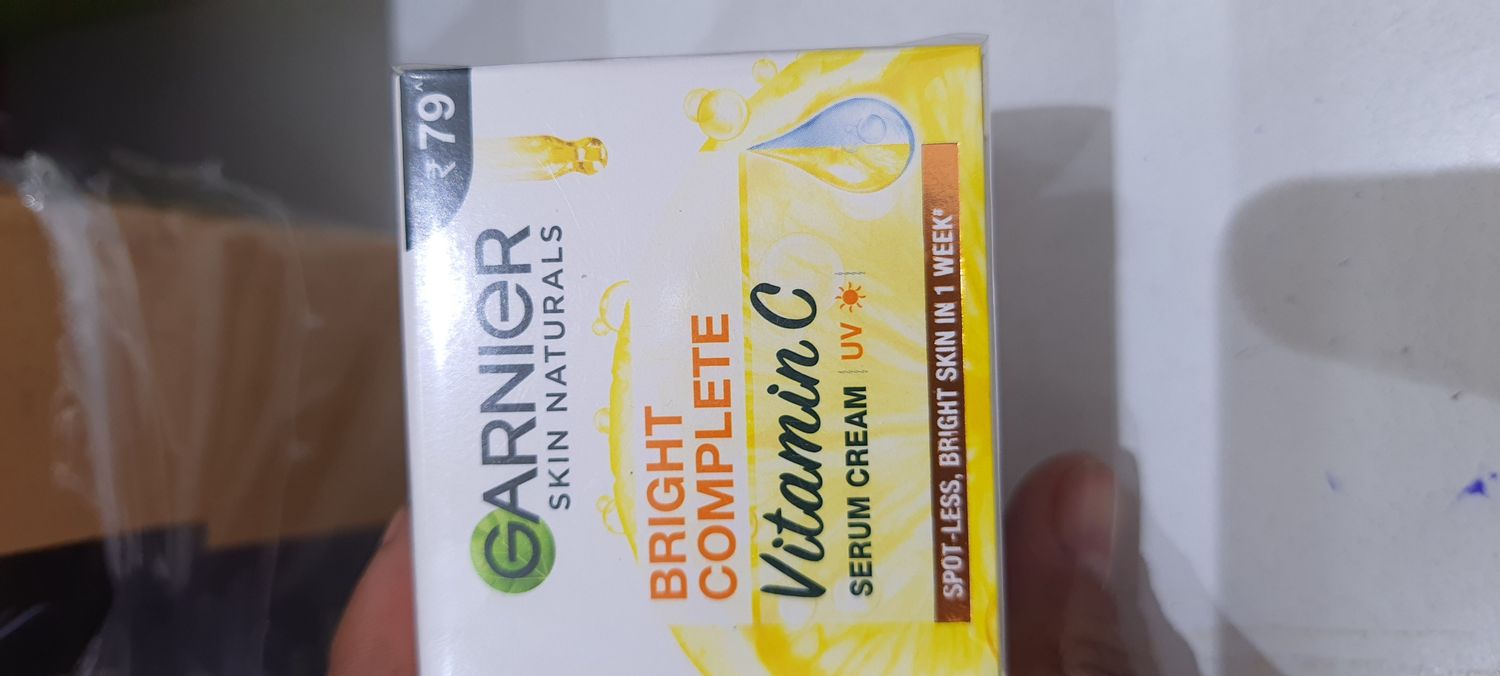 ₹ 79^
GARNIER
SKIN NATURALS
BRIGHT
COMPLETE
Vitamin C
SERUM CREAM UV
SPOT-LESS, BRIGHT SKIN IN 1 WEEK*